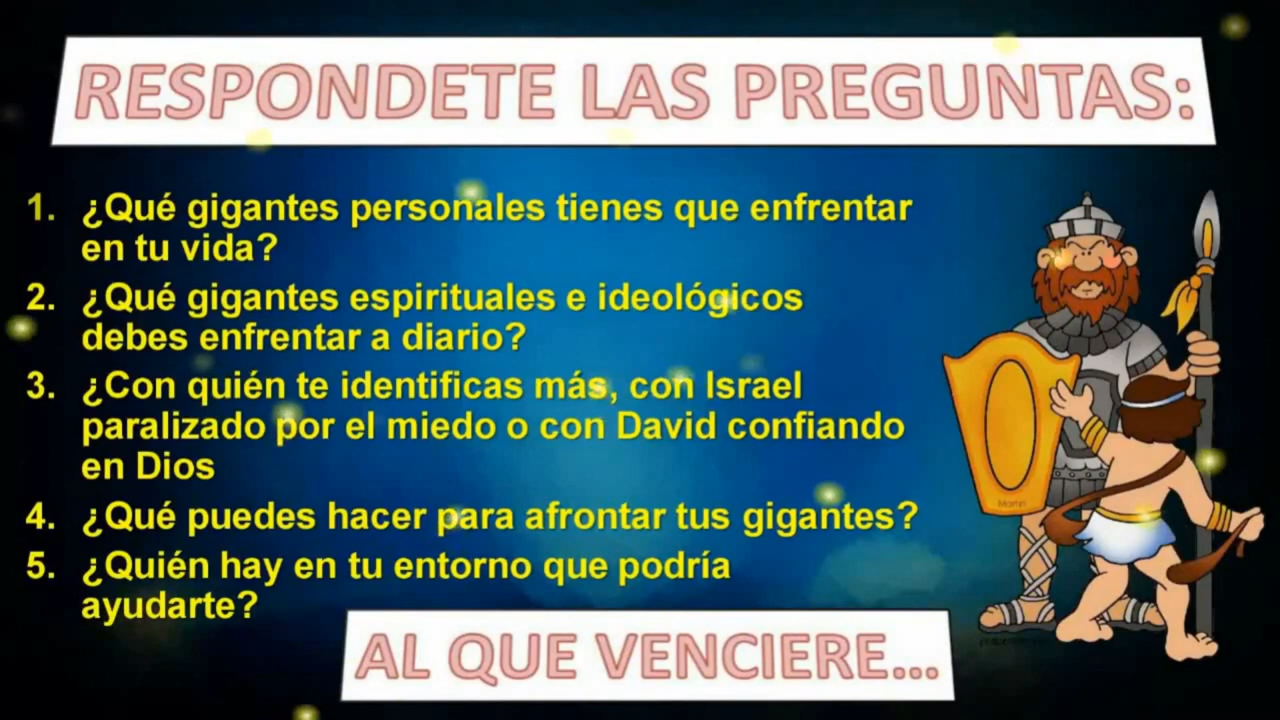 RESPONDETE LAS PREGUNTAS:
1. ¿Qué gigantes personales tienes que enfrentar
en tu vida?
2. ¿Qué gigantes espirituales e ideológicos
debes enfrentar a diario?
3. ¿Con quién te identificas más, con Israel
paralizado por el miedo o con David confiando
en Dios
4. ¿Qué puedes hacer para afrontar tus gigantes?
5. ¿Quién hay en tu entorno que podría
ayudarte?
AL QUE VENCIERE...